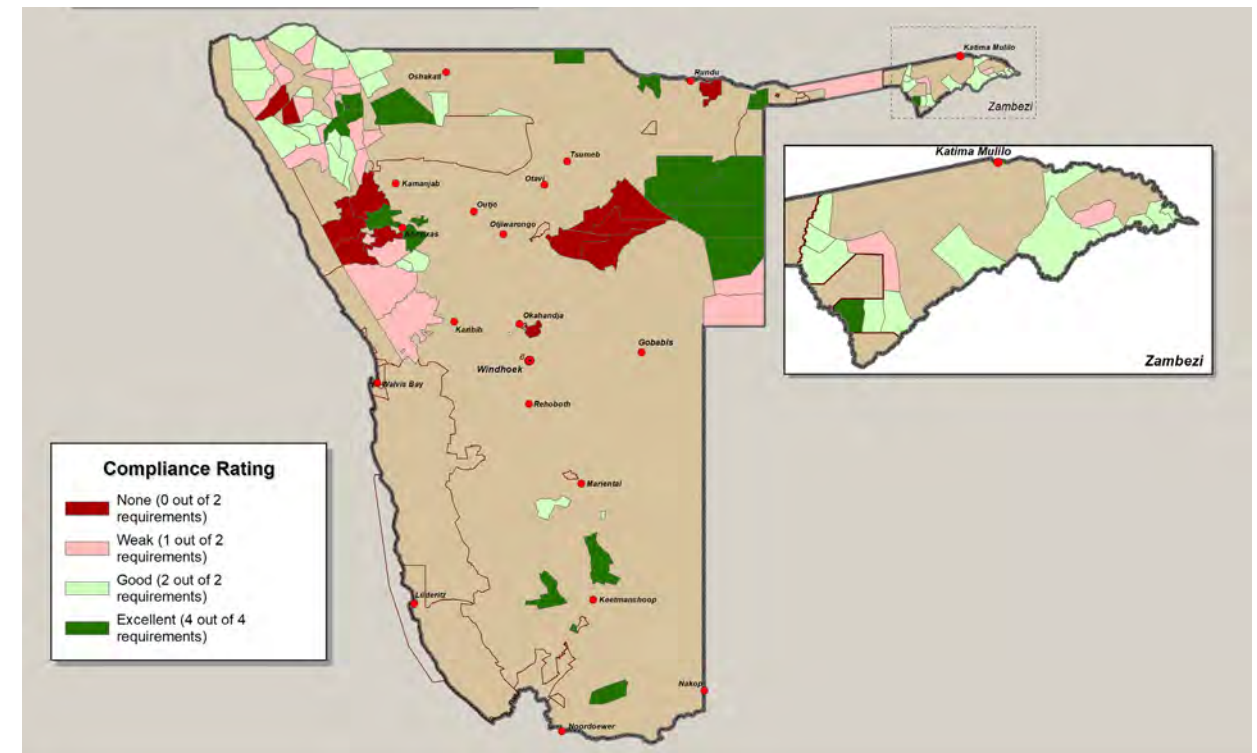 Katima Mulilo
Oshakati
Rundu
Zambezi
Katima Mulilo
Tsumeb
Kamanjab
Otavi
Outjo
Otjiwarongo
Karibib
Okahandja
Gobabis
Windhoek
Zambezi
Walvis Bay
Rehoboth
Compliance Rating
None (0 out of 2
requirements)
Weak (1 out of 2
requirements)
Good (2 out of 2
requirements)
Excellent (4 out of 4
requirements)
Mariental
Lüderitz
Keetmanshoop
Nakop
Noordoewer